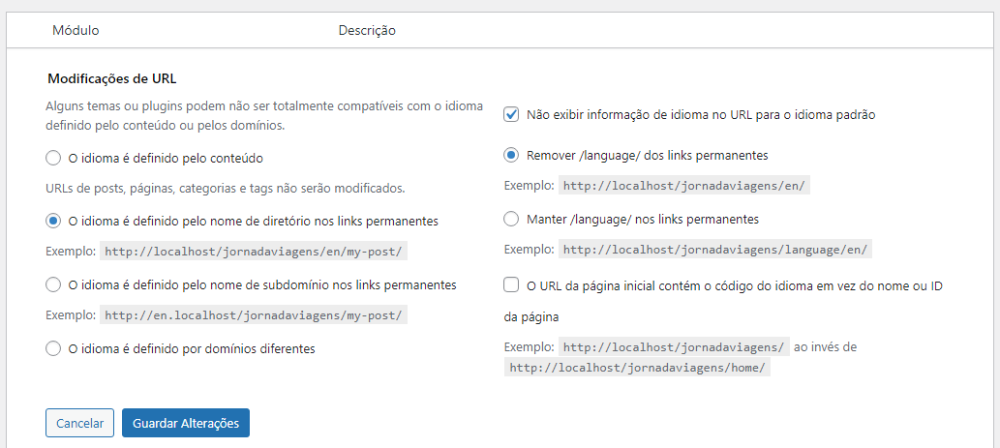 Módulo Descrição
Modificações de URL
Alguns temas ou plugins podem não ser totalmente compatíveis com o idioma
definido pelo conteúdo ou pelos domínios.
O idioma é definido pelo conteúdo
URLs de posts, páginas, categorias e tags não serão modificados.
O idioma é definido pelo nome de diretório nos links permanentes
Exemplo: http://localhost/jornadaviagens/en/my-post/
O idioma é definido pelo nome de subdomínio nos links permanentes
Exemplo: http://en.localhost/jornadaviagens/my-post/
O idioma é definido por domínios diferentes
Não exibir informação de idioma no URL para o idioma padrão
Remover /language/ dos links permanentes
Exemplo: http://localhost/jornadaviagens/en/
Manter /language/ nos links permanentes
Exemplo: http://localhost/jornadaviagens/language/en/
O URL da página inicial contém o código do idioma em vez do nome ou ID
da página
Exemplo: http://localhost/jornadaviagens/ ao invés de
http://localhost/jornadaviagens/home/
Cancelar Guardar Alterações